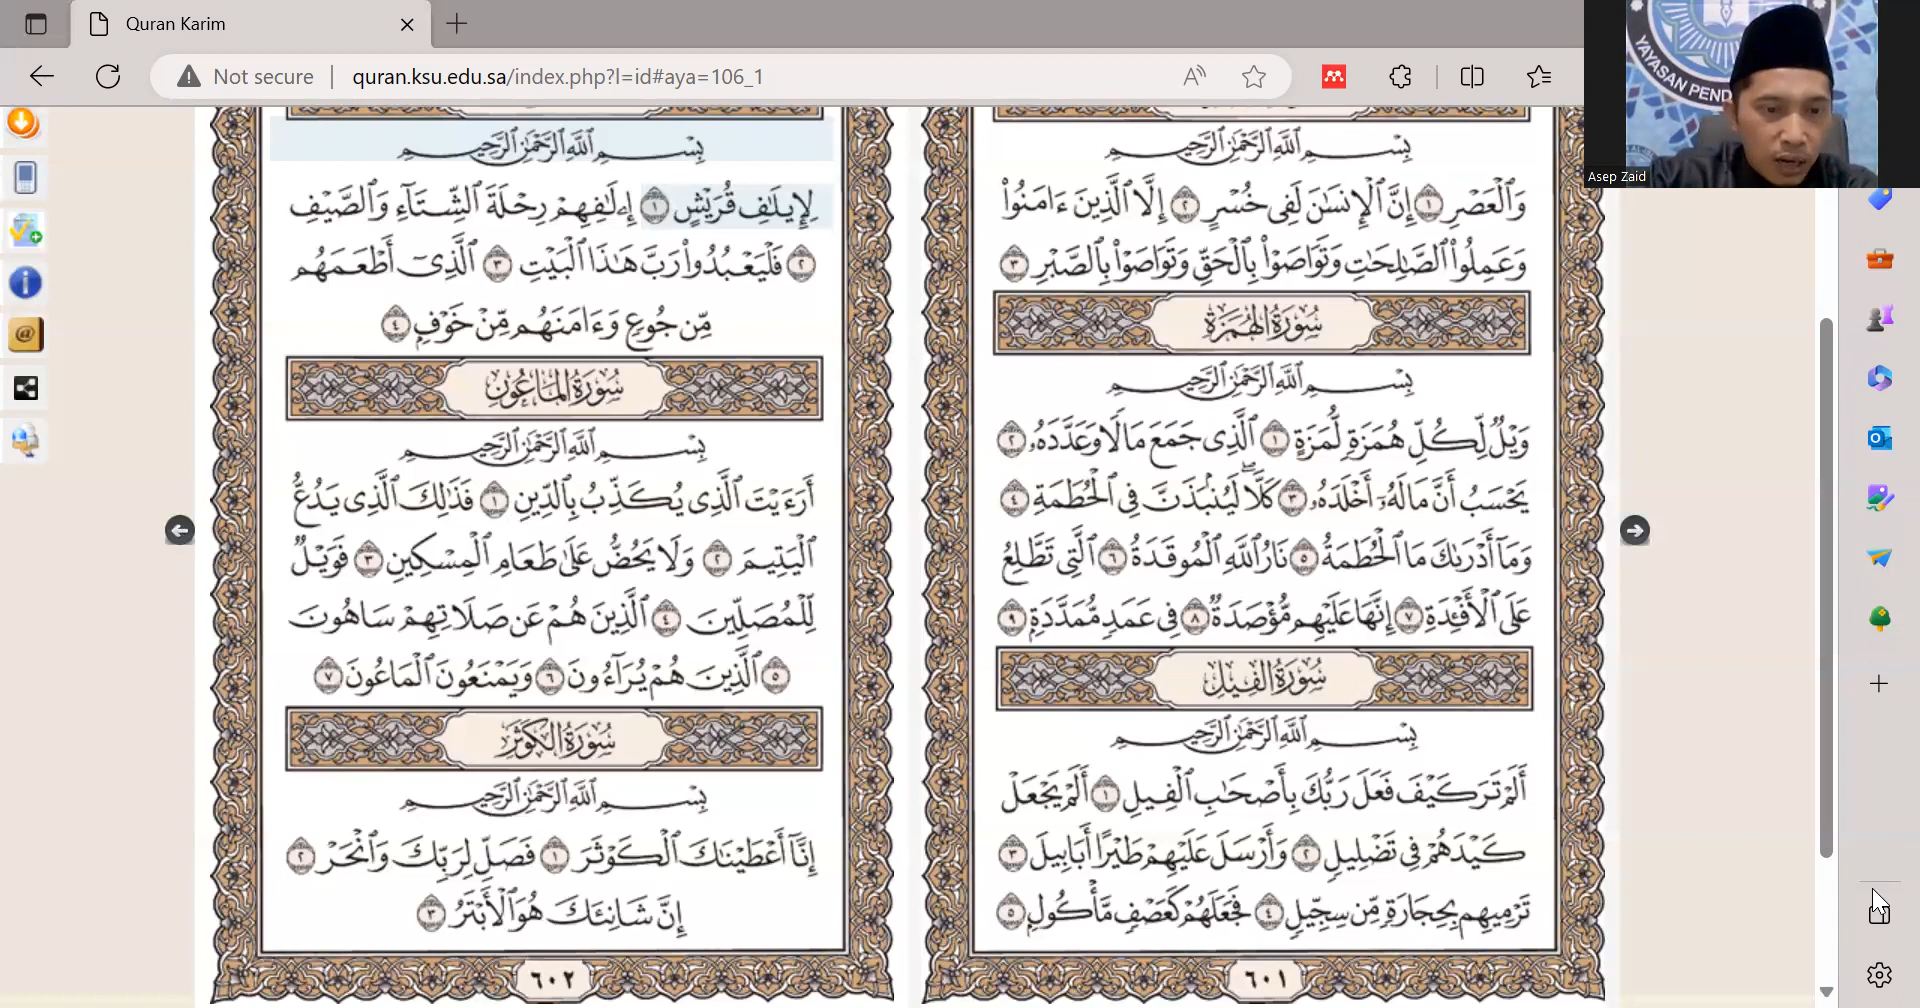 Quran Karim
Not secure
quran.ksu.edu.sa/index.php?l=id#aya=106_1
YAYASAN PEND
Asep Zaid
بِسْمِ ٱللَّهِ ٱلرَّحْمَٰنِ ٱلرَّحِيمِ
وَٱلْعَصْرِ ١ إِنَّ ٱلْإِنسَٰنَ لَفِى خُسْرٍ ٢ إِلَّا ٱلَّذِينَ ءَامَنُوا۟
وَعَمِلُوا۟ ٱلصَّٰلِحَٰتِ وَتَوَاصَوْا۟ بِٱلْحَقِّ وَتَوَاصَوْا۟ بِٱلصَّبْرِ ٣
سُورَةُ الهُمَزَةِ
بِسْمِ ٱللَّهِ ٱلرَّحْمَٰنِ ٱلرَّحِيمِ
وَيْلٌ لِّكُلِّ هُمَزَةٍ لُّمَزَةٍ ١ ٱلَّذِى جَمَعَ مَالًا وَعَدَّدَهُۥ ٢
يَحْسَبُ أَنَّ مَالَهُۥٓ أَخْلَدَهُۥ ٣ كَلَّا ۖ لَيُنۢبَذَنَّ فِى ٱلْحُطَمَةِ ٤
وَمَآ أَدْرَىٰكَ مَا ٱلْحُطَمَةُ ٥ نَارُ ٱللَّهِ ٱلْمُوقَدَةُ ٦ ٱلَّتِى تَطَّلِعُ
عَلَى ٱلْأَفْـِٔدَةِ ٧ إِنَّهَا عَلَيْهِم مُّؤْصَدَةٌ ٨ فِى عَمَدٍ مُّمَدَّدَةٍۭ ٩
سُورَةُ الفِيلِ
بِسْمِ ٱللَّهِ ٱلرَّحْمَٰنِ ٱلرَّحِيمِ
أَلَمْ تَرَ كَيْفَ فَعَلَ رَبُّكَ بِأَصْحَٰبِ ٱلْفِيلِ ١ أَلَمْ يَجْعَلْ
كَيْدَهُمْ فِى تَضْلِيلٍ ٢ وَأَرْسَلَ عَلَيْهِمْ طَيْرًا أَبَابِيلَ ٣
تَرْمِيهِم بِحِجَارَةٍ مِّن سِجِّيلٍ ٤ فَجَعَلَهُمْ كَعَصْفٍ مَّأْكُولٍۭ ٥
٦٠١
بِسْمِ ٱللَّهِ ٱلرَّحْمَٰنِ ٱلرَّحِيمِ
لِإِيلَٰفِ قُرَيْشٍ ١ إِۦلَٰفِهِمْ رِحْلَةَ ٱلشِّتَآءِ وَٱلصَّيْفِ
٢ فَلْيَعْبُدُوا۟ رَبَّ هَٰذَا ٱلْبَيْتِ ٣ ٱلَّذِىٓ أَطْعَمَهُم
مِّن جُوعٍ وَءَامَنَهُم مِّنْ خَوْفٍۭ ٤
سُورَةُ المَاعُونِ
بِسْمِ ٱللَّهِ ٱلرَّحْمَٰنِ ٱلرَّحِيمِ
أَرَءَيْتَ ٱلَّذِى يُكَذِّبُ بِٱلدِّينِ ١ فَذَٰلِكَ ٱلَّذِى يَدُعُّ
ٱلْيَتِيمَ ٢ وَلَا يَحُضُّ عَلَىٰ طَعَامِ ٱلْمِسْكِينِ ٣ فَوَيْلٌ
لِّلْمُصَلِّينَ ٤ ٱلَّذِينَ هُمْ عَن صَلَاتِهِمْ سَاهُونَ
٥ ٱلَّذِينَ هُمْ يُرَآءُونَ ٦ وَيَمْنَعُونَ ٱلْمَاعُونَ ٧
سُورَةُ الكَوۡثَرِ
بِسْمِ ٱللَّهِ ٱلرَّحْمَٰنِ ٱلرَّحِيمِ
إِنَّآ أَعْطَيْنَٰكَ ٱلْكَوْثَرَ ١ فَصَلِّ لِرَبِّكَ وَٱنْحَرْ ٢
إِنَّ شَانِئَكَ هُوَ ٱلْأَبْتَرُ ٣
٦٠٢